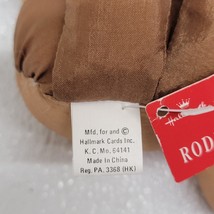 Mfd. for and ©
Hallmark Cards Inc.
K. C. Mo. 64141
Made In China
Reg. PA. 3368 (HK)
ROD